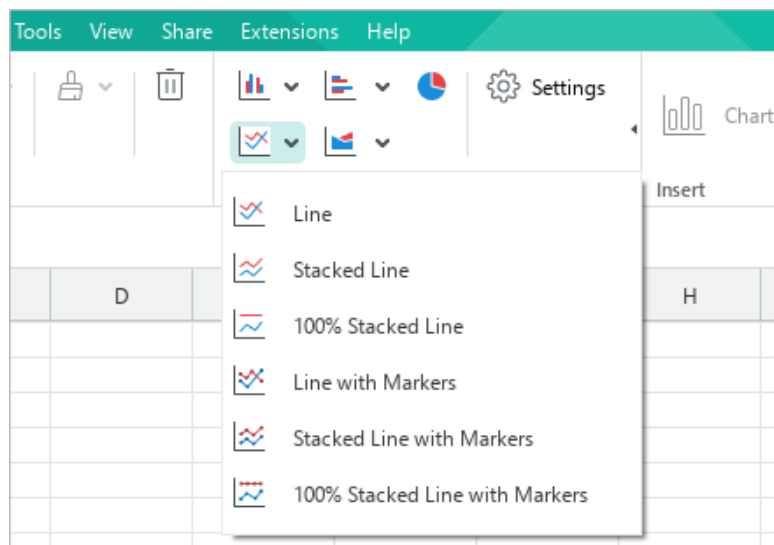 Tools View Share Extensions Help
Settings
Chart
Insert
Line
Stacked Line
100% Stacked Line
Line with Markers
Stacked Line with Markers
100% Stacked Line with Markers
D
H